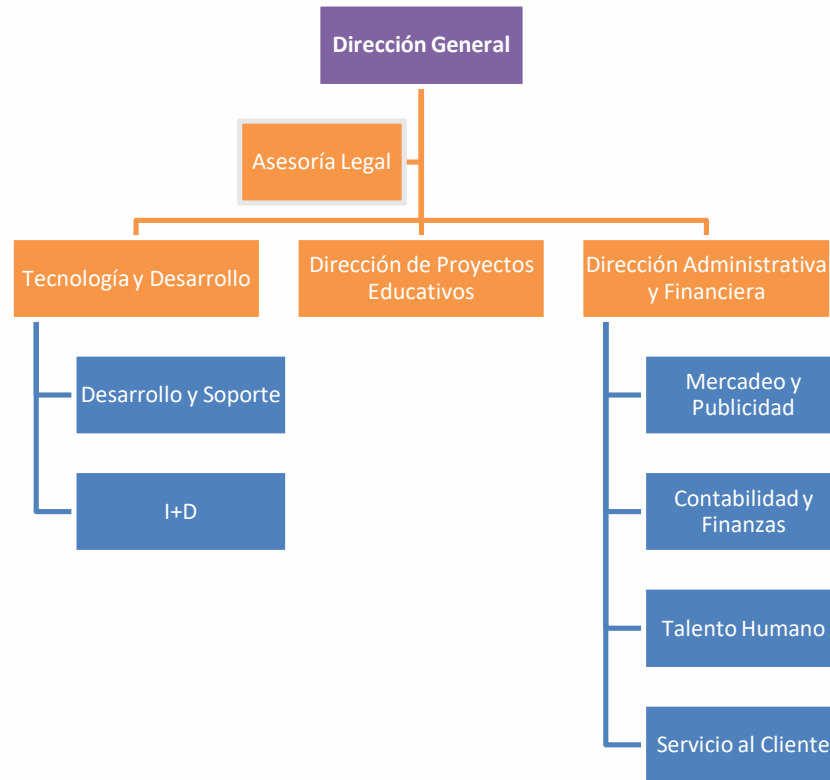 Dirección General
Asesoría Legal
Tecnología y Desarrollo
Dirección de Proyectos
Educativos
Dirección Administrativa
y Financiera
Desarrollo y Soporte
I+D
Mercadeo y
Publicidad
Contabilidad y
Finanzas
Talento Humano
Servicio al Cliente